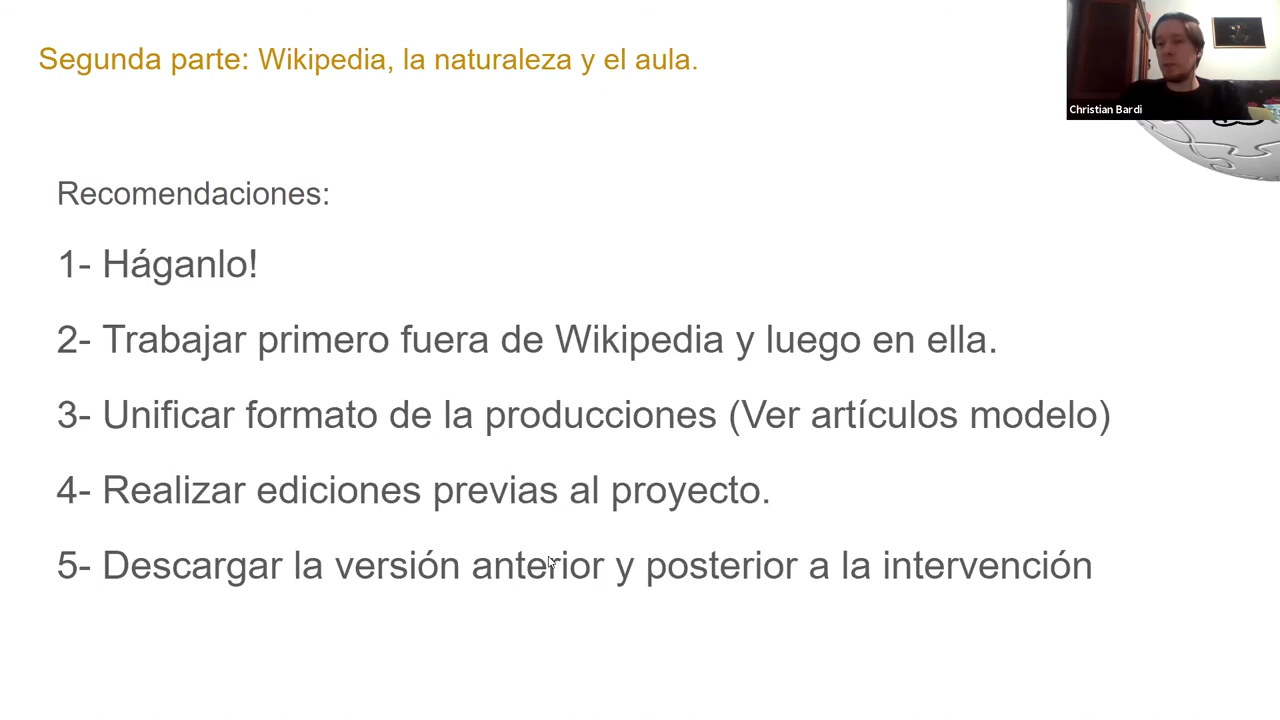 Segunda parte: Wikipedia, la naturaleza y el aula.
Christian Bardi
Recomendaciones:
1- Háganlo!
2- Trabajar primero fuera de Wikipedia y luego en ella.
3- Unificar formato de la producciones (Ver artículos modelo)
4- Realizar ediciones previas al proyecto.
5- Descargar la versión anterior y posterior a la intervención